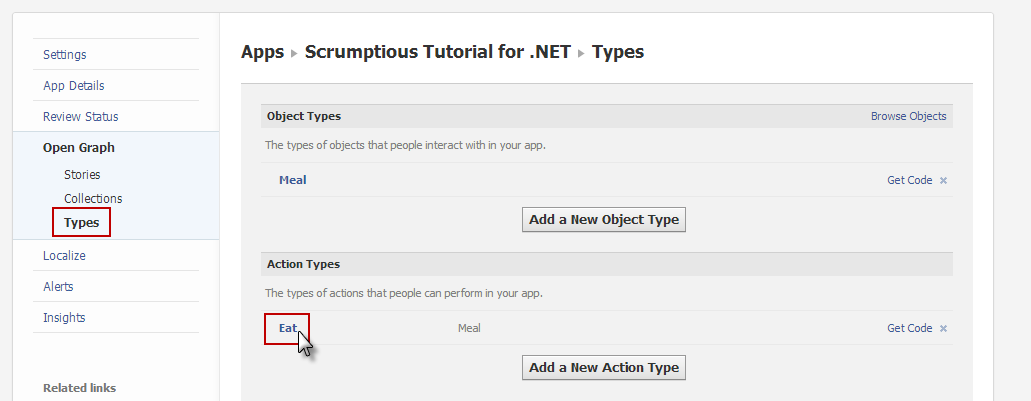 Settings
App Details
Review Status
Open Graph
Stories
Collections
Types
Localize
Alerts
Insights
Related links
Apps ▸ Scrumptious Tutorial for .NET ▸ Types
Object Types Browse Objects
The types of objects that people interact with in your app.
Meal Get Code ×
Add a New Object Type
Action Types
The types of actions that people can perform in your app.
Eat Meal Get Code ×
Add a New Action Type